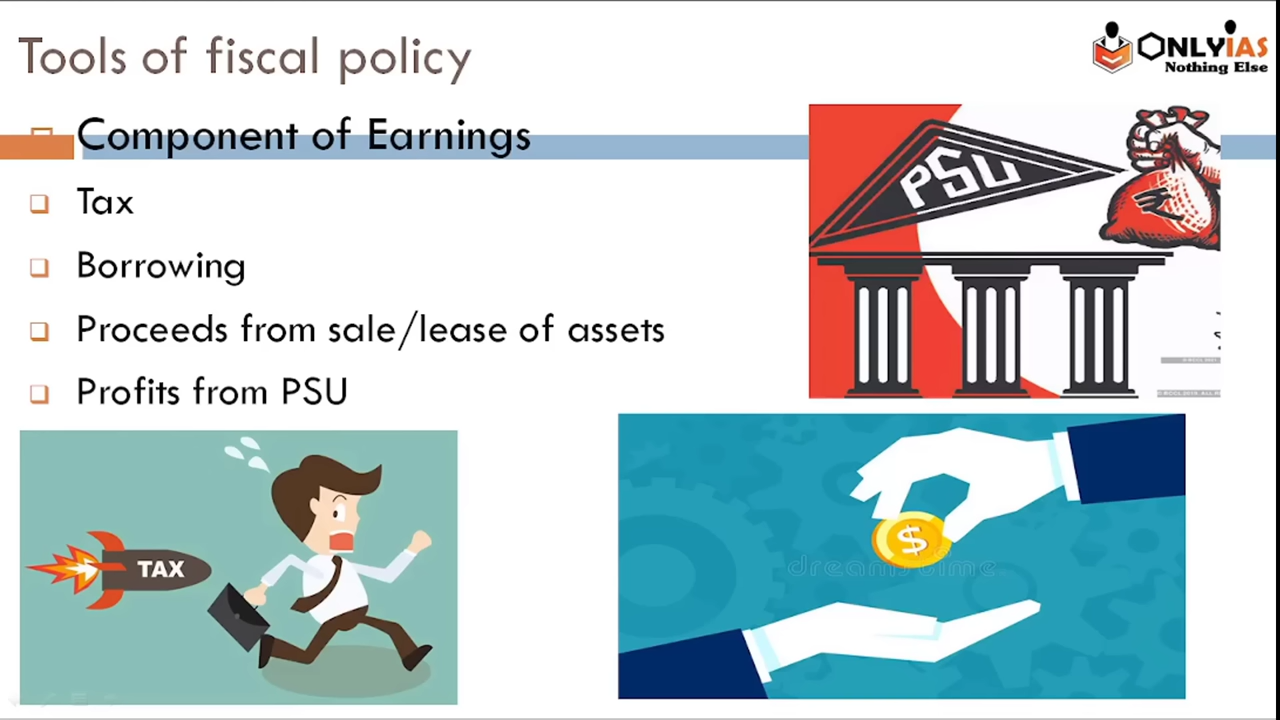 Tools of fiscal policy
ONLYIAS
Nothing Else
Component of Earnings
Tax
Borrowing
Proceeds from sale/lease of assets
Profits from PSU
PSU
₹
TAX
$
dreamstime